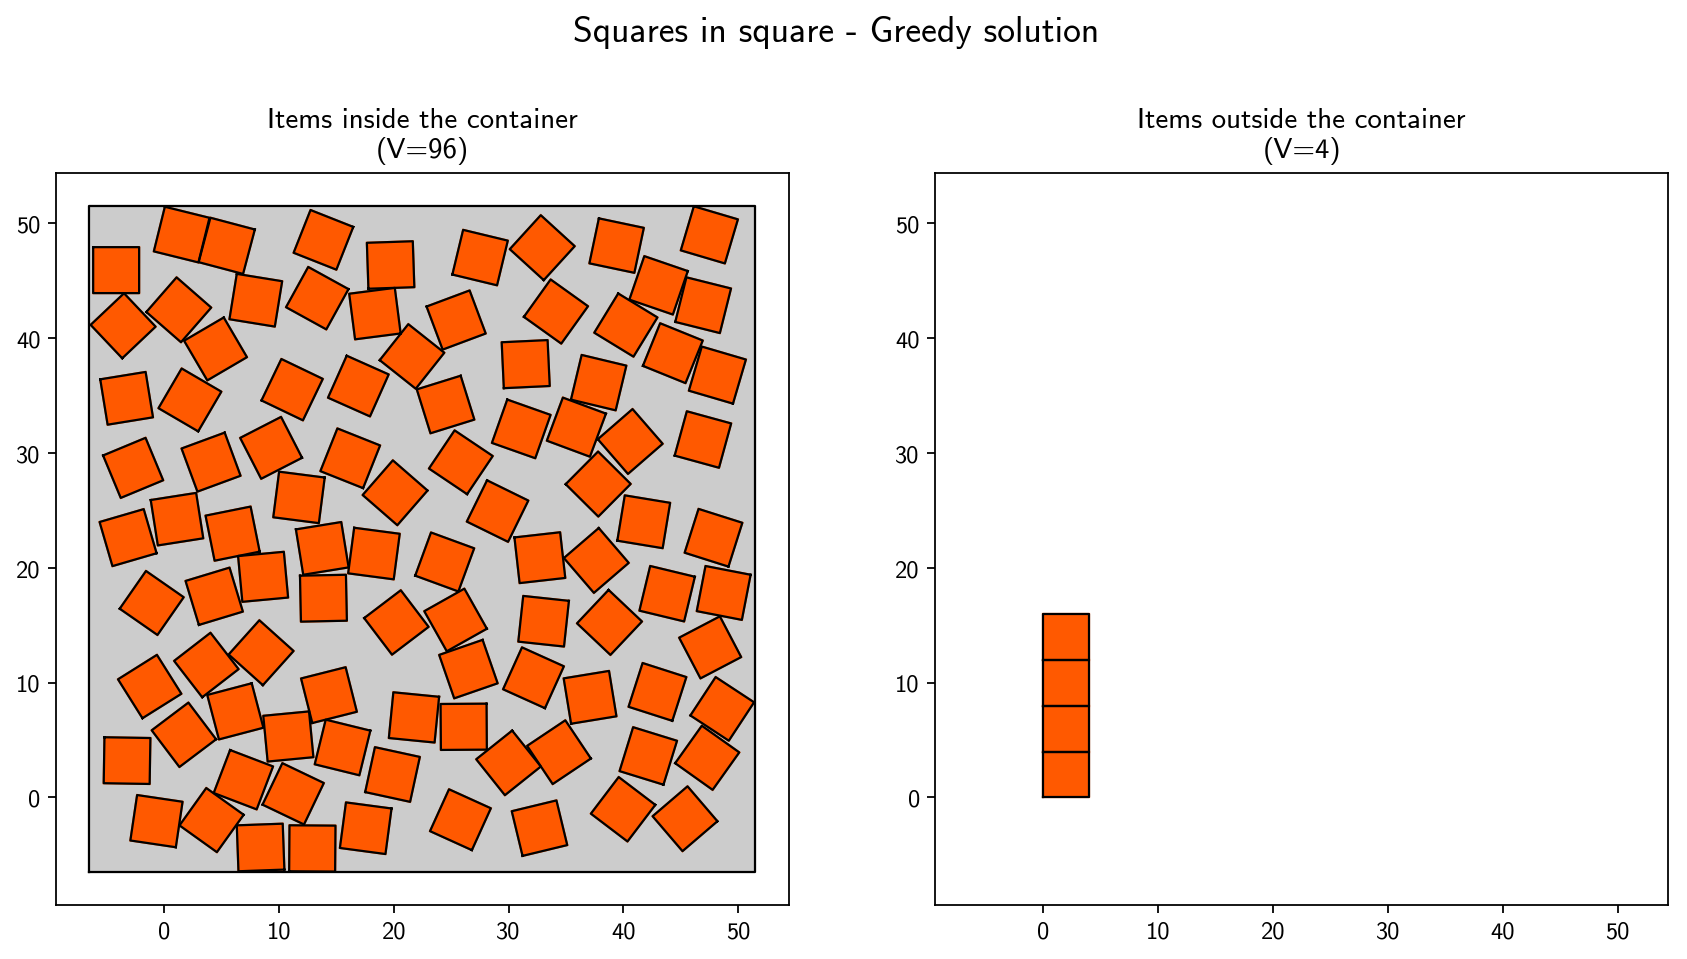 Squares in square - Greedy solution
Items inside the container
(V=96)
50
40
30
20
10
0
0 10 20 30 40 50
Items outside the container
(V=4)
50
40
30
20
10
0
0 10 20 30 40 50